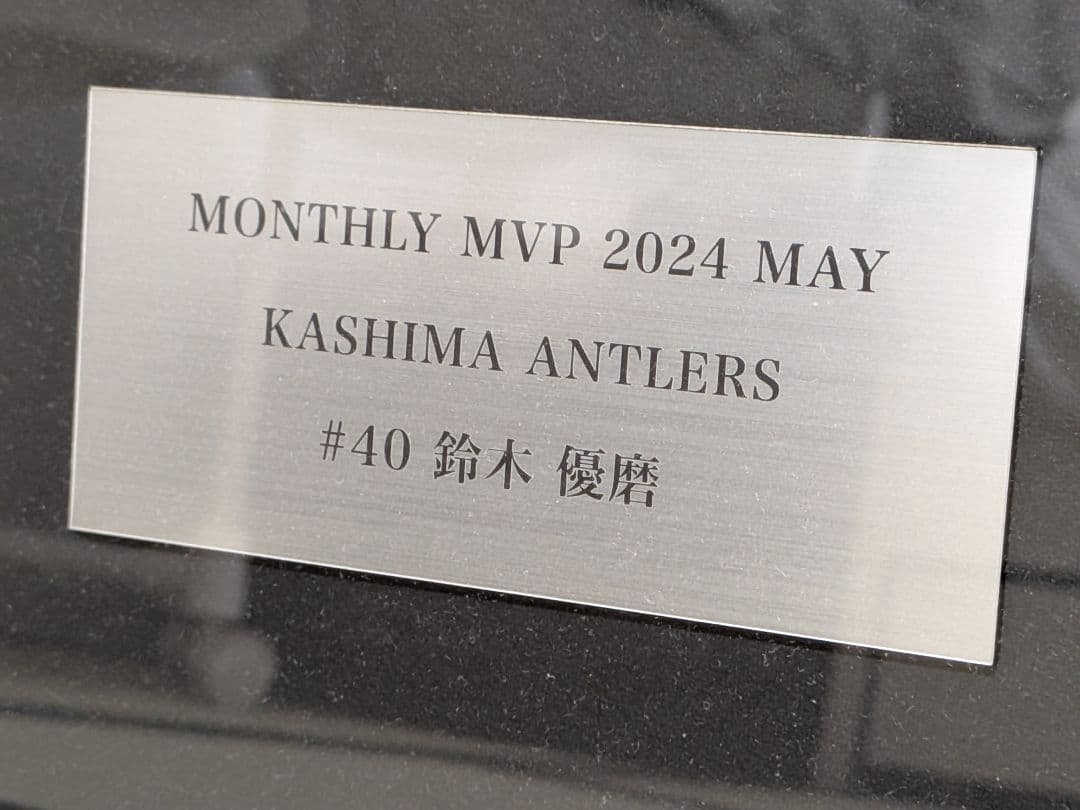 MONTHLY MVP 2024 MAY
KASHIMA ANTLERS
#40 鈴木 優磨